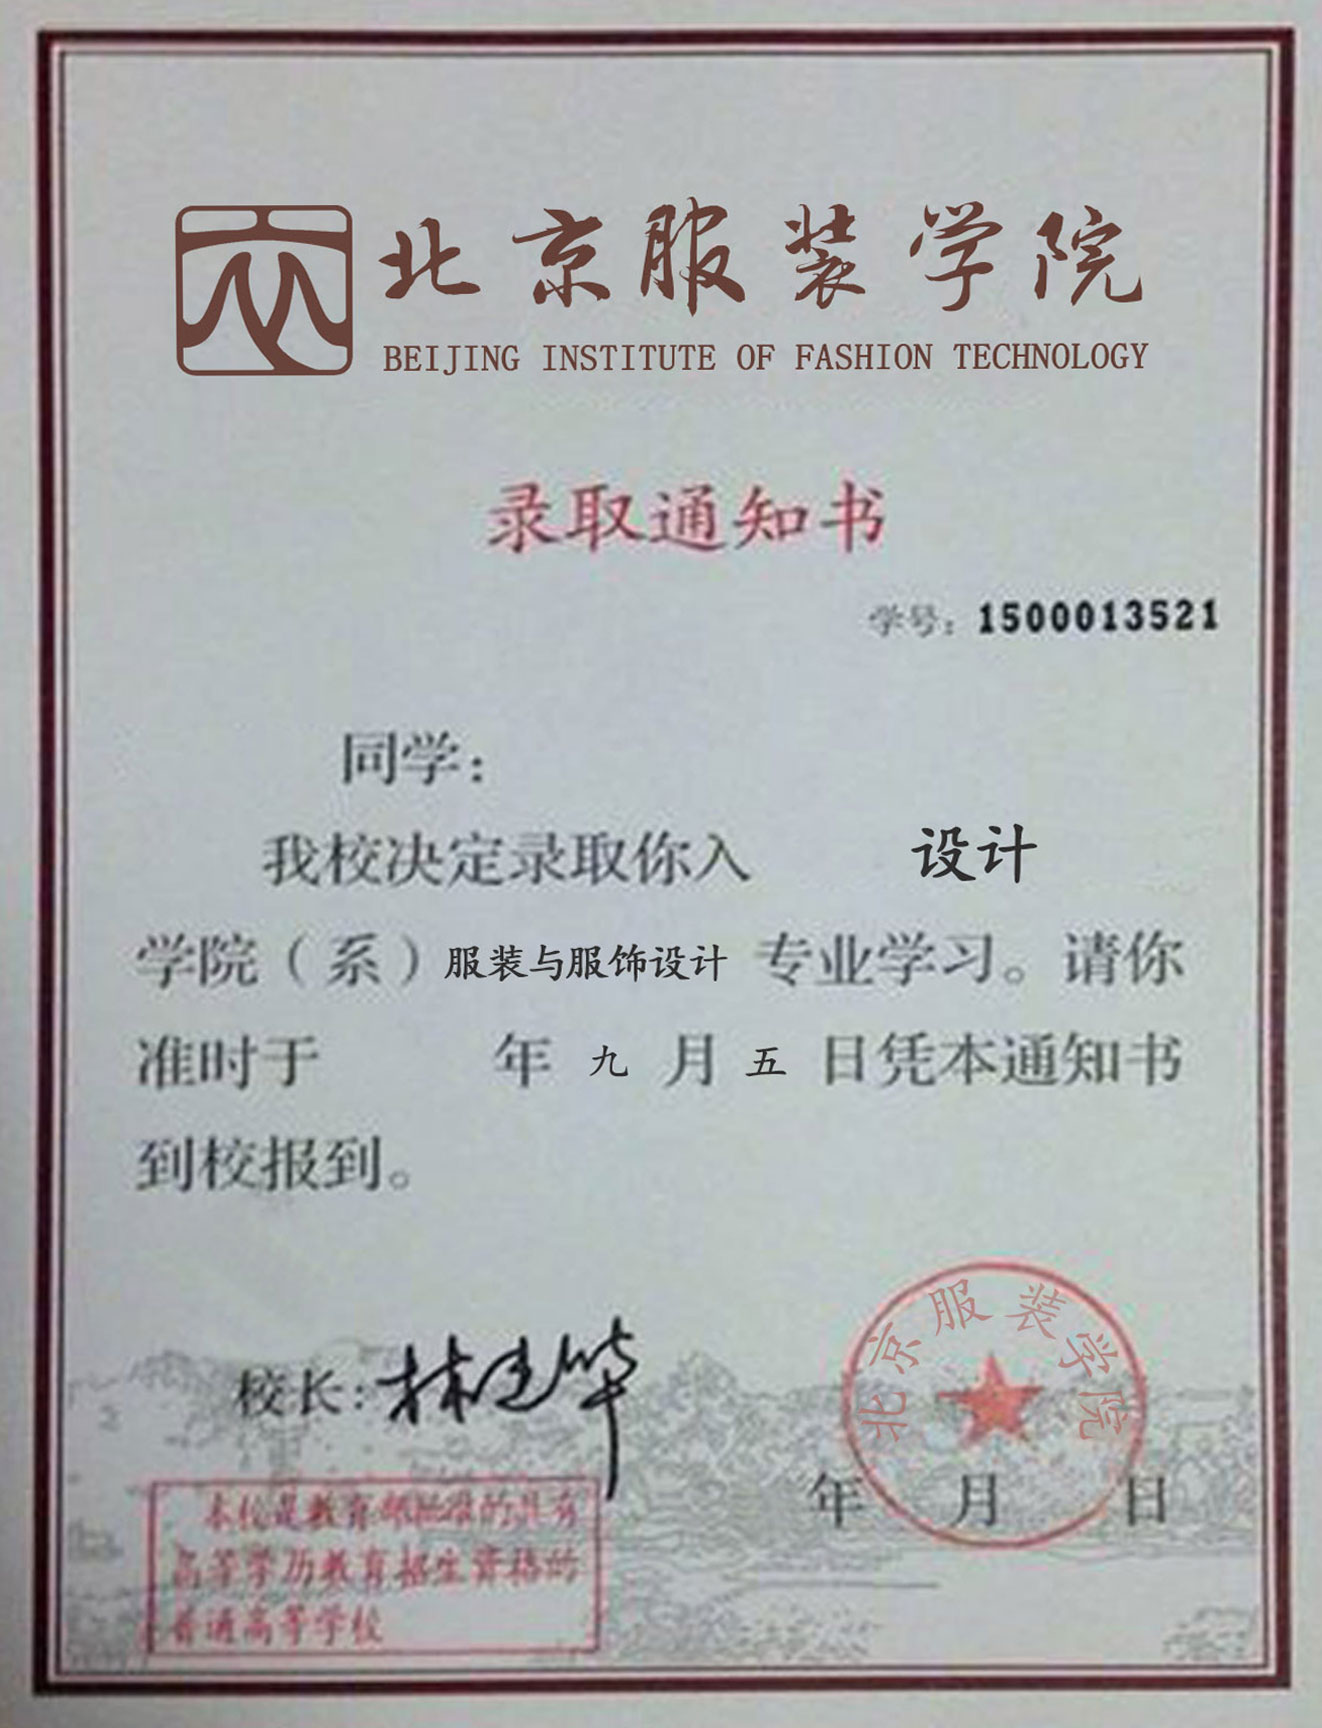 北京服装学院
BEIJING INSTITUTE OF FASHION TECHNOLOGY
录取通知书
学号：1500013521
同学：
我校决定录取你入 设计
学院（系）服装与服饰设计 专业学习。请你
准时于 年 九 月 五 日凭本通知书
到校报到。
校长：林建华
北京服装学院
年 月 日
本校是教育部批准的具有
高等学历教育招生资格的
普通高等学校